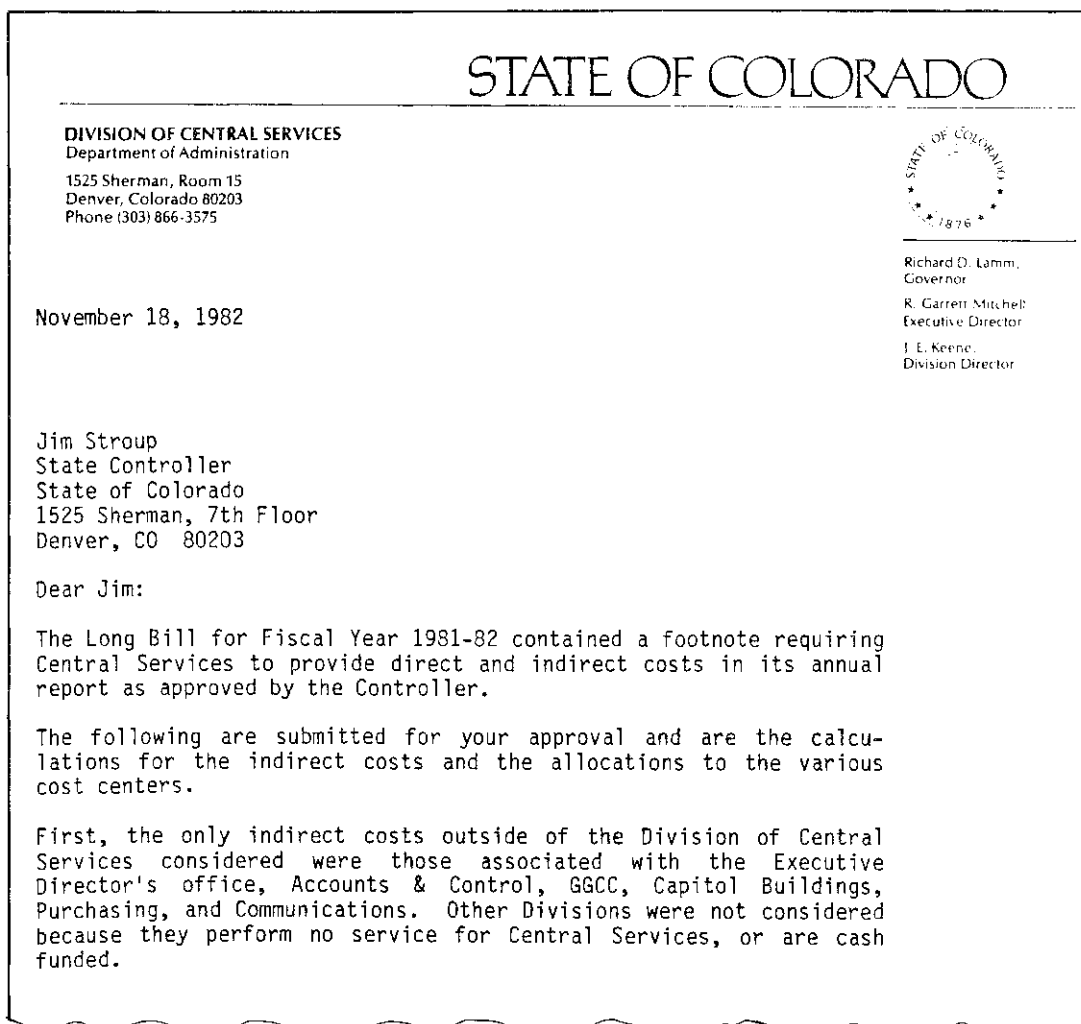 STATE OF COLORADO
DIVISION OF CENTRAL SERVICES
Department of Administration
1525 Sherman, Room 15
Denver, Colorado 80203
Phone (303) 866-3575
STATE OF COLORADO
1876
Richard D. Lamm,
Governor
R. Garrett Mitchell
Executive Director
J. E. Keene,
Division Director
November 18, 1982
Jim Stroup
State Controller
State of Colorado
1525 Sherman, 7th Floor
Denver, CO 80203
Dear Jim:
The Long Bill for Fiscal Year 1981-82 contained a footnote requiring
Central Services to provide direct and indirect costs in its annual
report as approved by the Controller.
The following are submitted for your approval and are the calcu-
lations for the indirect costs and the allocations to the various
cost centers.
First, the only indirect costs outside of the Division of Central
Services considered were those associated with the Executive
Director's office, Accounts & Control, GGCC, Capitol Buildings,
Purchasing, and Communications. Other Divisions were not considered
because they perform no service for Central Services, or are cash
funded.